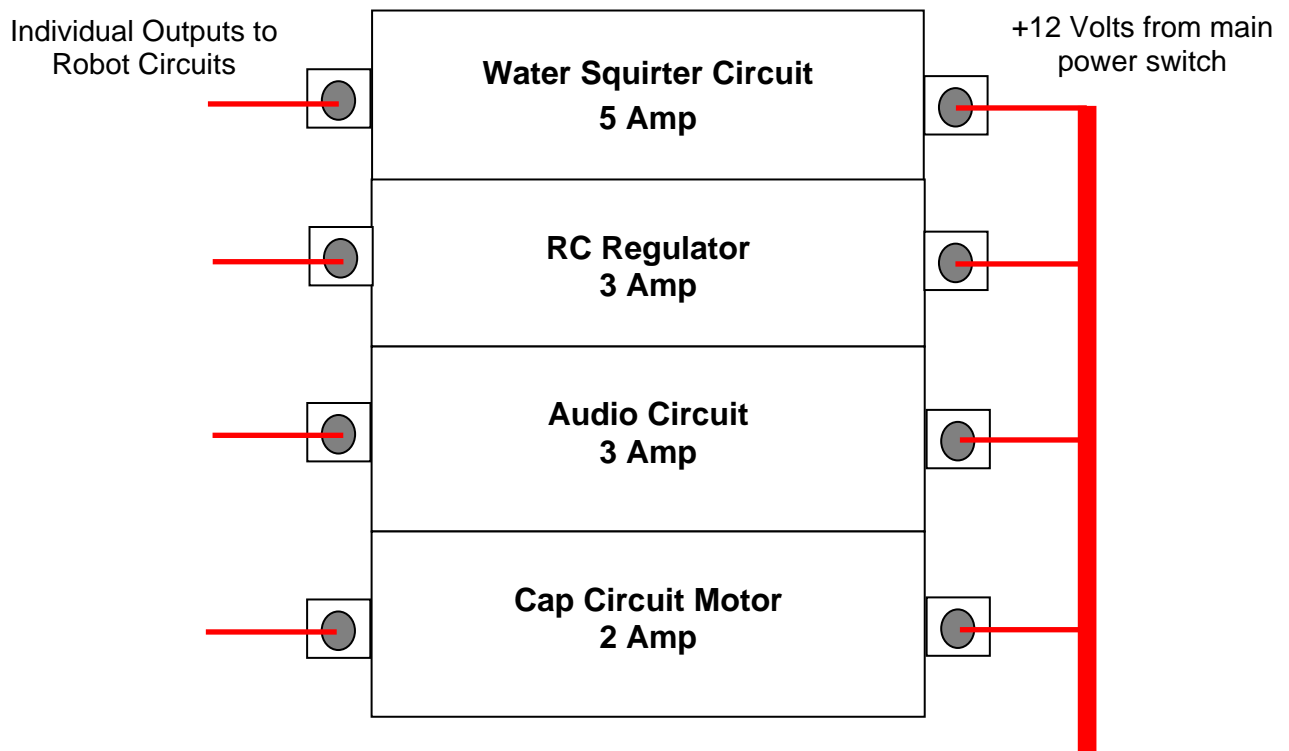 Individual Outputs to
Robot Circuits
+12 Volts from main
power switch
Water Squirter Circuit
5 Amp
RC Regulator
3 Amp
Audio Circuit
3 Amp
Cap Circuit Motor
2 Amp